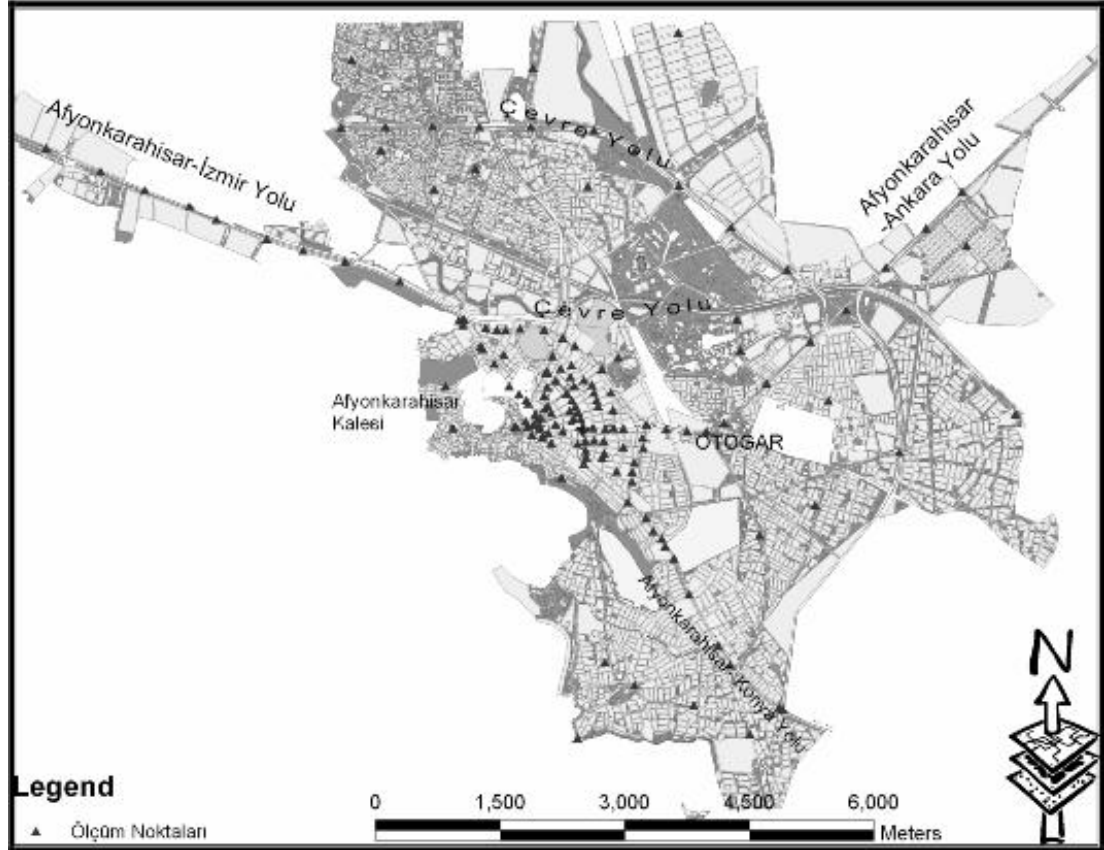 Çevre Yolu
Afyonkarahisar-İzmir Yolu
Afyonkarahisar
-Ankara Yolu
Çevre Yolu
Afyonkarahisar
Kalesi
OTOGAR
Afyonkarahisar-Konya Yolu
N
Legend
▲ Ölçüm Noktaları
0 1,500 3,000 4,500 6,000
Meters